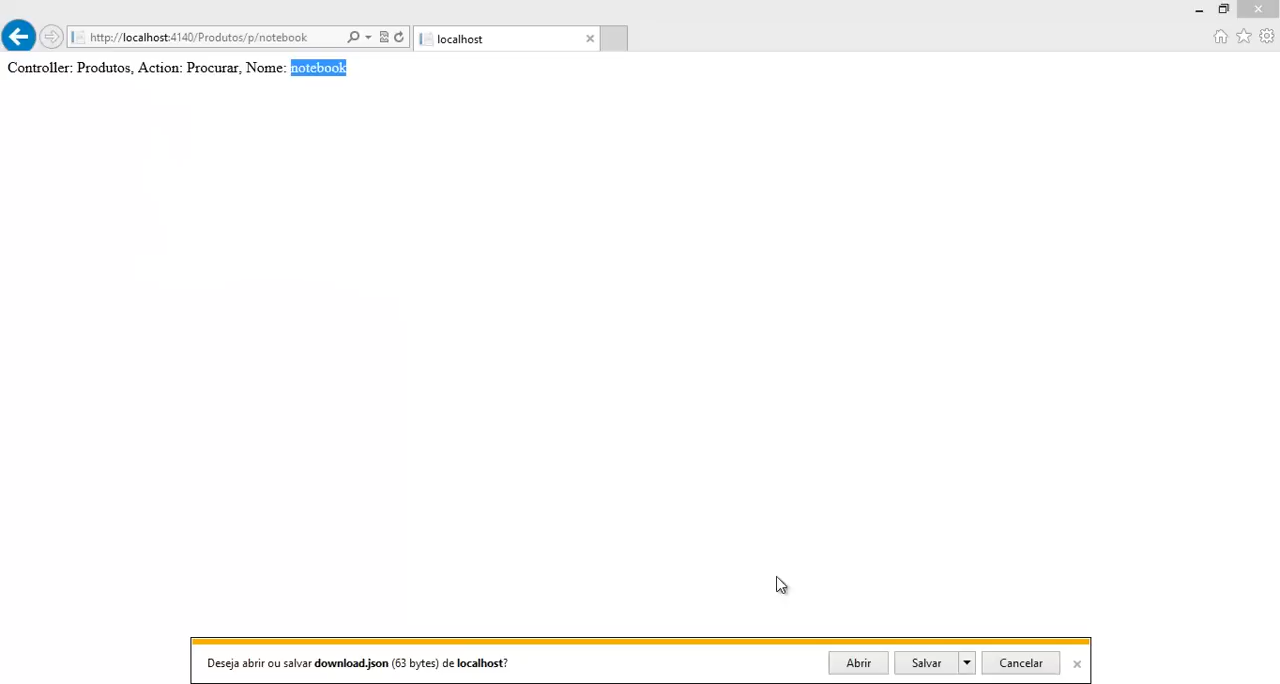 http://localhost:4140/Produtos/p/notebook
localhost
Controller: Produtos, Action: Procurar, Nome: notebook
Deseja abrir ou salvar download.json (63 bytes) de localhost?
Abrir
Salvar
Cancelar